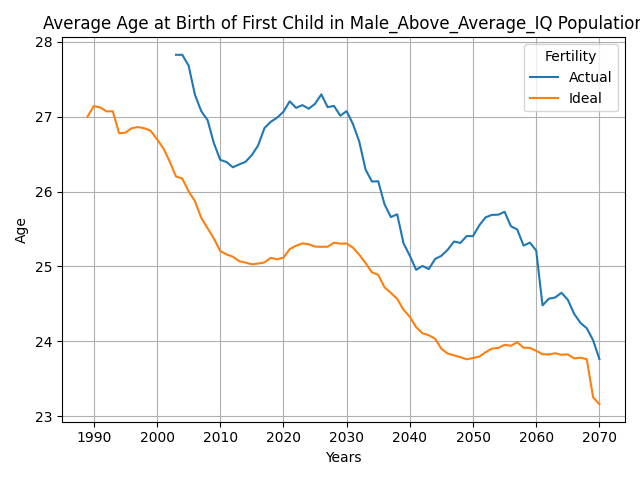 Average Age at Birth of First Child in Male_Above_Average_IQ Population
Fertility
Actual
Ideal
Age
28
27
26
25
24
23
1990 2000 2010 2020 2030 2040 2050 2060 2070
Years